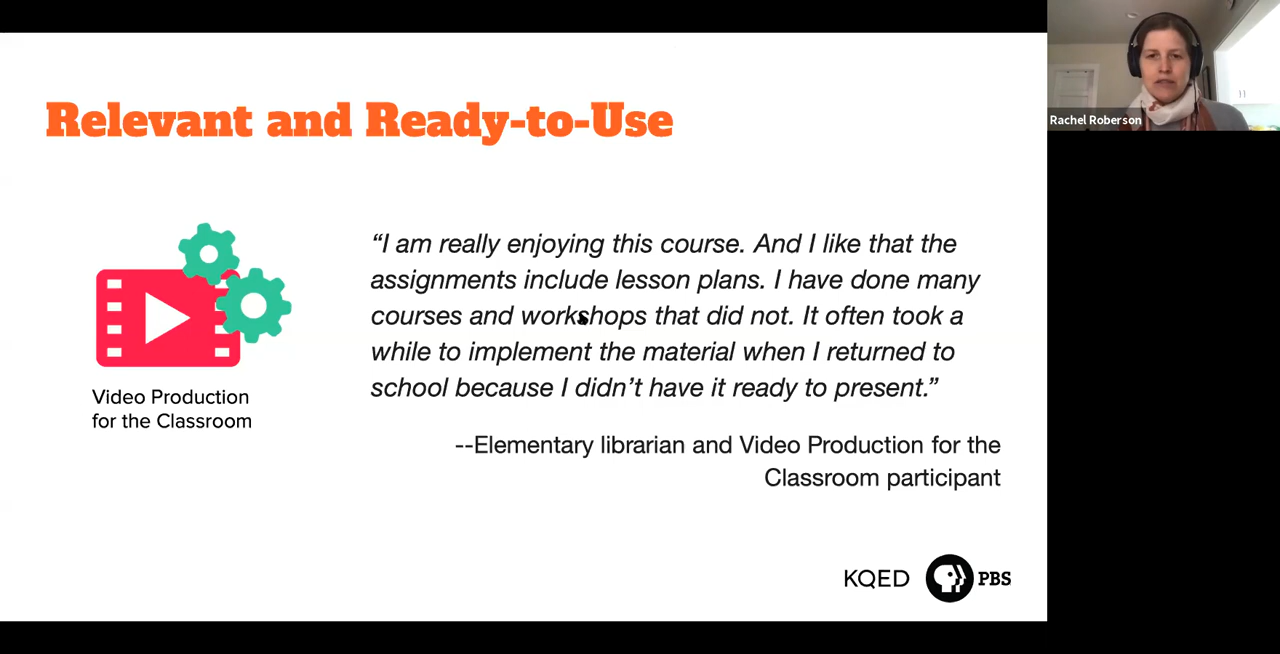 Relevant and Ready-to-Use
“I am really enjoying this course. And I like that the
assignments include lesson plans. I have done many
courses and workshops that did not. It often took a
while to implement the material when I returned to
school because I didn’t have it ready to present.”
--Elementary librarian and Video Production for the
Classroom participant
Video Production
for the Classroom
KQED
PBS
Rachel Roberson